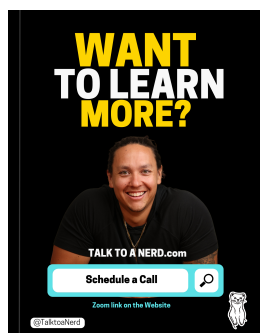 WANT
TO LEARN
MORE?
TALK TO A NERD.com
Schedule a Call
Zoom link on the Website
@TalktoaNerd